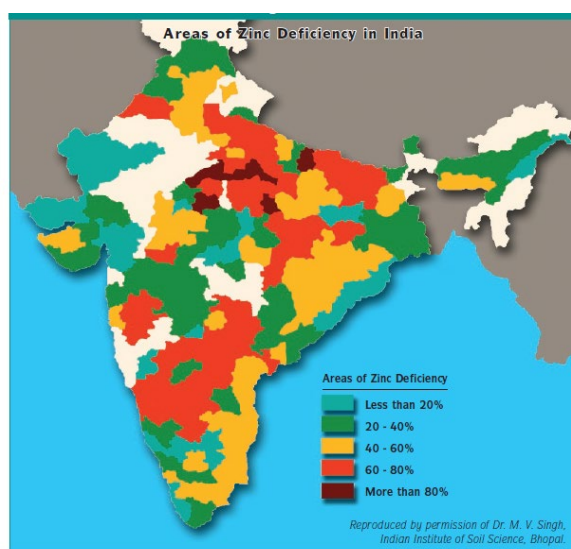 Areas of Zinc Deficiency in India
Areas of Zinc Deficiency
Less than 20%
20 - 40%
40 - 60%
60 - 80%
More than 80%
Reproduced by permission of Dr. M. V. Singh,
Indian Institute of Soil Science, Bhopal.